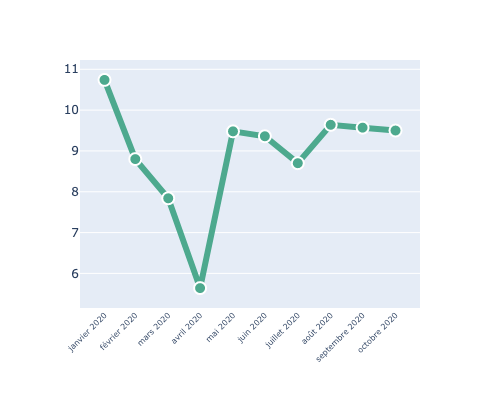 11
10
9
8
7
6
janvier 2020
février 2020
mars 2020
avril 2020
mai 2020
juin 2020
juillet 2020
août 2020
septembre 2020
octobre 2020